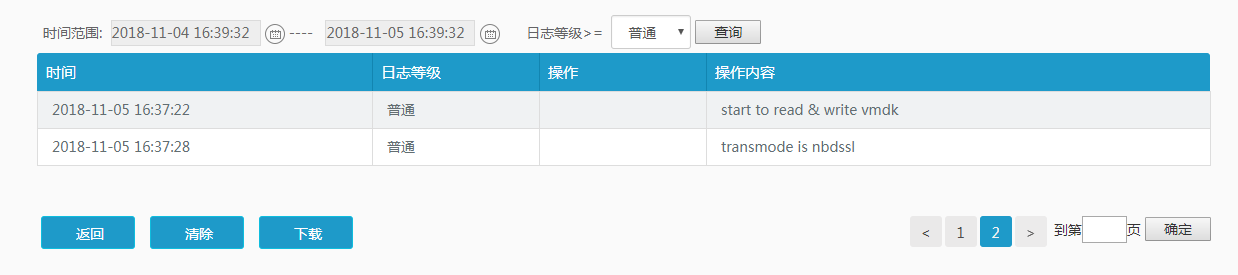 时间范围: 2018-11-04 16:39:32 ---- 2018-11-05 16:39:32 日志等级>= 普通 查询
时间 日志等级 操作 操作内容
2018-11-05 16:37:22 普通 start to read & write vmdk
2018-11-05 16:37:28 普通 transmode is nbdssl
返回 清除 下载 < 1 2 > 到第 页 确定